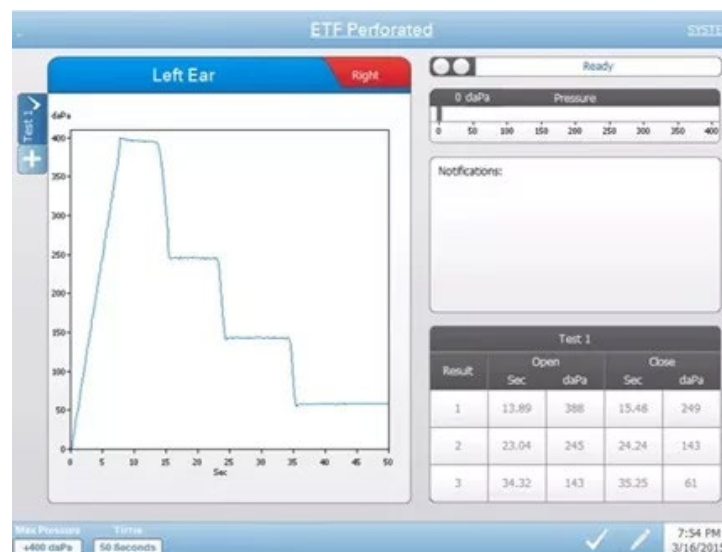 ETF Perforated
SYSTE
Left Ear
Right
Ready
Test 1
0 daPa Pressure
0 50 100 150 200 250 300 350 400
daPa
400
350
300
250
200
150
100
50
0
0 5 10 15 20 25 30 35 40 45 50
Sec
Notifications:
Test 1
Result Open Close
Sec daPa Sec daPa
1 13.89 388 15.48 249
2 23.04 245 24.24 143
3 34.32 143 35.25 61
Max Pressure Time
+400 daPa 50 Seconds
7:54 PM
3/16/201